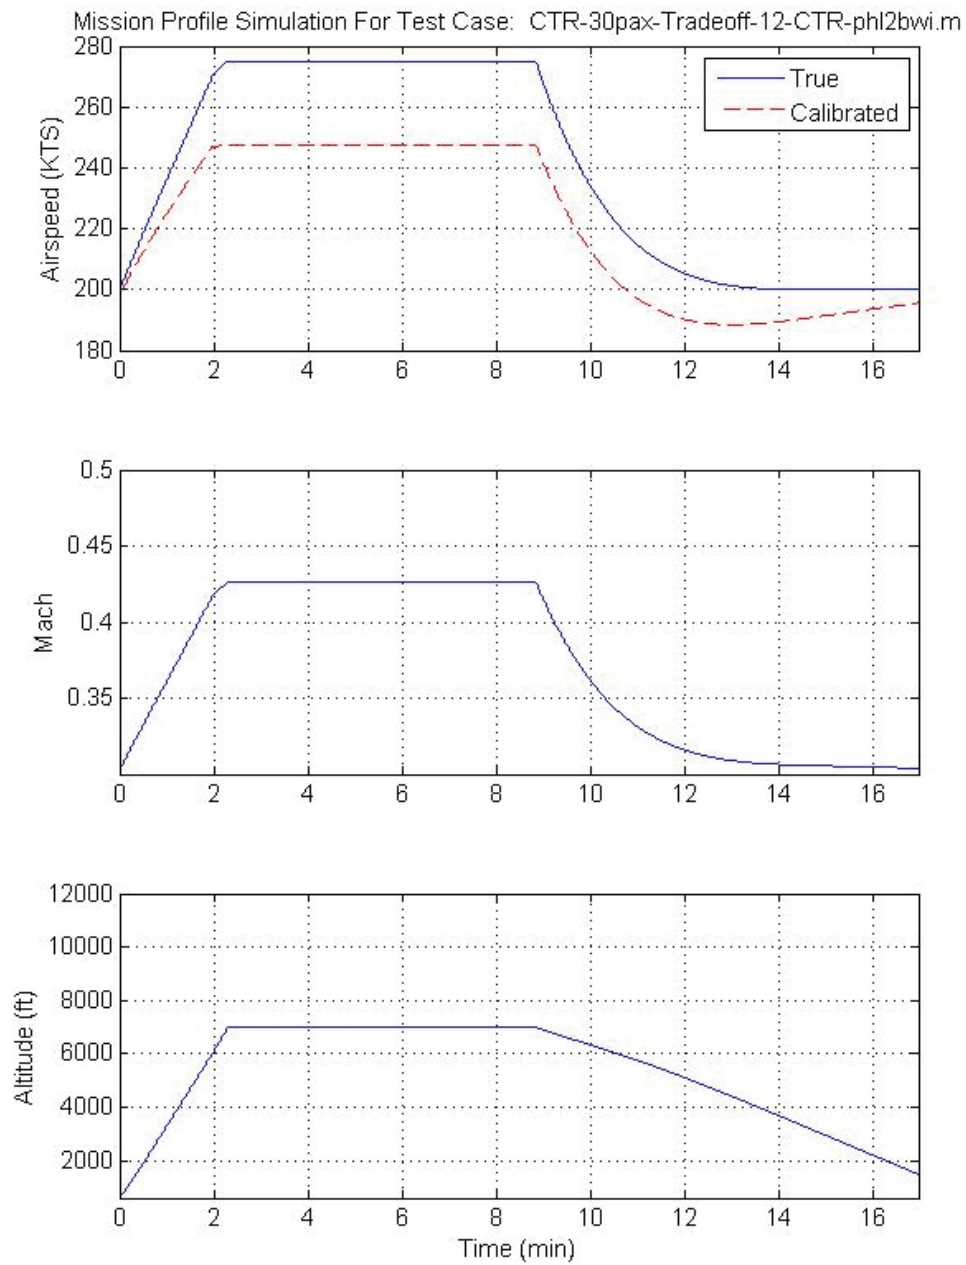 Mission Profile Simulation For Test Case: CTR-30pax-Tradeoff-12-CTR-phl2bwi.m
280
260
240
220
200
180
Airspeed (KTS)
True
Calibrated
0 2 4 6 8 10 12 14 16
0.5
0.45
0.4
0.35
Mach
0 2 4 6 8 10 12 14 16
12000
10000
8000
6000
4000
2000
Altitude (ft)
0 2 4 6 8 10 12 14 16
Time (min)